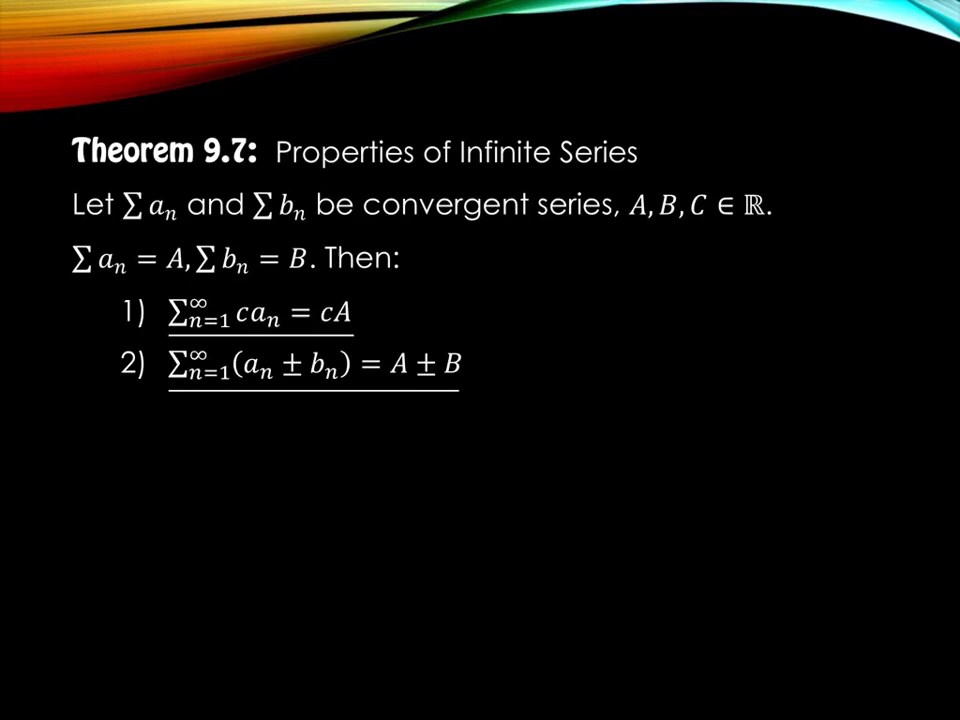 Theorem 9.7: Properties of Infinite Series
Let ∑ 𝑎ₙ and ∑ 𝑏ₙ be convergent series, 𝐴, 𝐵, 𝐶 ∈ ℝ.
∑ 𝑎ₙ = 𝐴, ∑ 𝑏ₙ = 𝐵. Then:
1) ∑_{𝑛=1}^{∞} 𝑐𝑎ₙ = 𝑐𝐴
2) ∑_{𝑛=1}^{∞} (𝑎ₙ ± 𝑏ₙ) = 𝐴 ± 𝐵